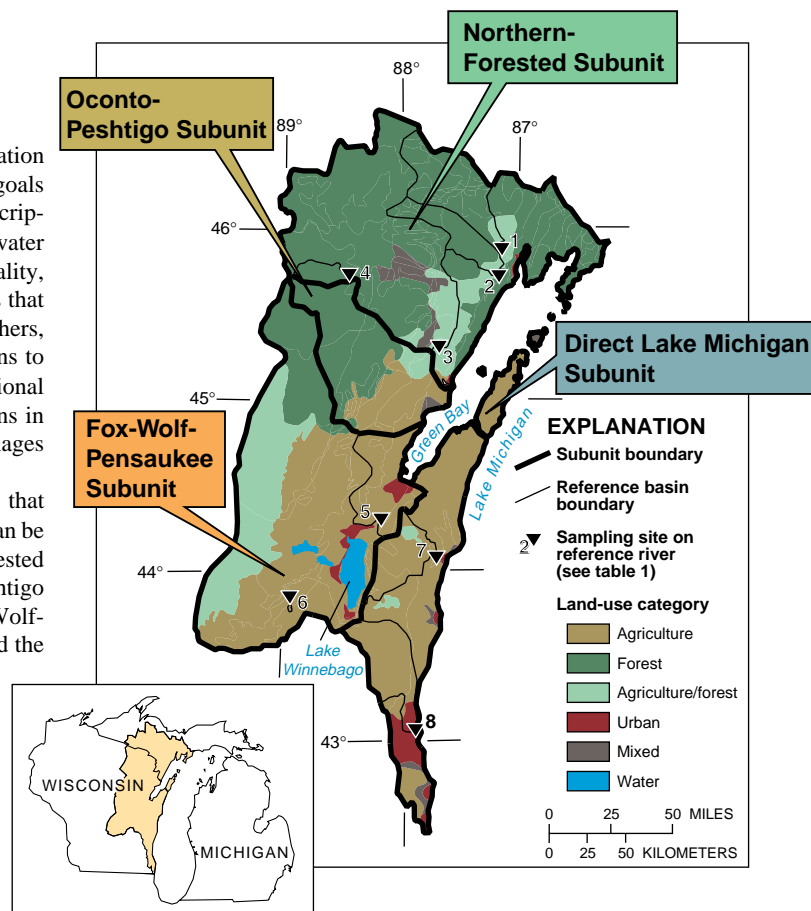 ation
goals
crip-
water
ality,
s that
hers,
ns to
ional
ns in
ages
that
an be
ested
ntigo
Wolf-
d the
Northern-
Forested Subunit
Oconto-
Peshtigo Subunit
88°
89°
87°
46°
1
2
4
3
Direct Lake Michigan
Subunit
45°
Green Bay
Lake Michigan
Fox-Wolf-
Pensaukee
Subunit
5
7
44°
6
Lake
Winnebago
8
43°
EXPLANATION
Subunit boundary
Reference basin
boundary
2 Sampling site on
reference river
(see table 1)
Land-use category
Agriculture
Forest
Agriculture/forest
Urban
Mixed
Water
0 25 50 MILES
0 25 50 KILOMETERS
WISCONSIN
MICHIGAN